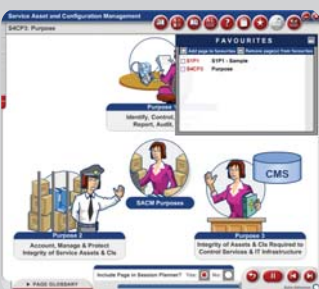 Service Asset and Configuration Management
S4CP3: Purpose
FAVOURITES
Add page to favourites
Remove page(s) from favourites
S1P1 S1P1 - Sample
S4CP3 Purpose
Purpose 1
Identify, Control,
Report, Audit,
SACM Purposes
CMS
Purpose 2
Account, Manage & Protect
Integrity of Service Assets & CIs
Purpose 3
Integrity of Assets & CIs Required to
Control Services & IT Infrastructure
Include Page in Session Planner? Yes: No:
PAGE GLOSSARY